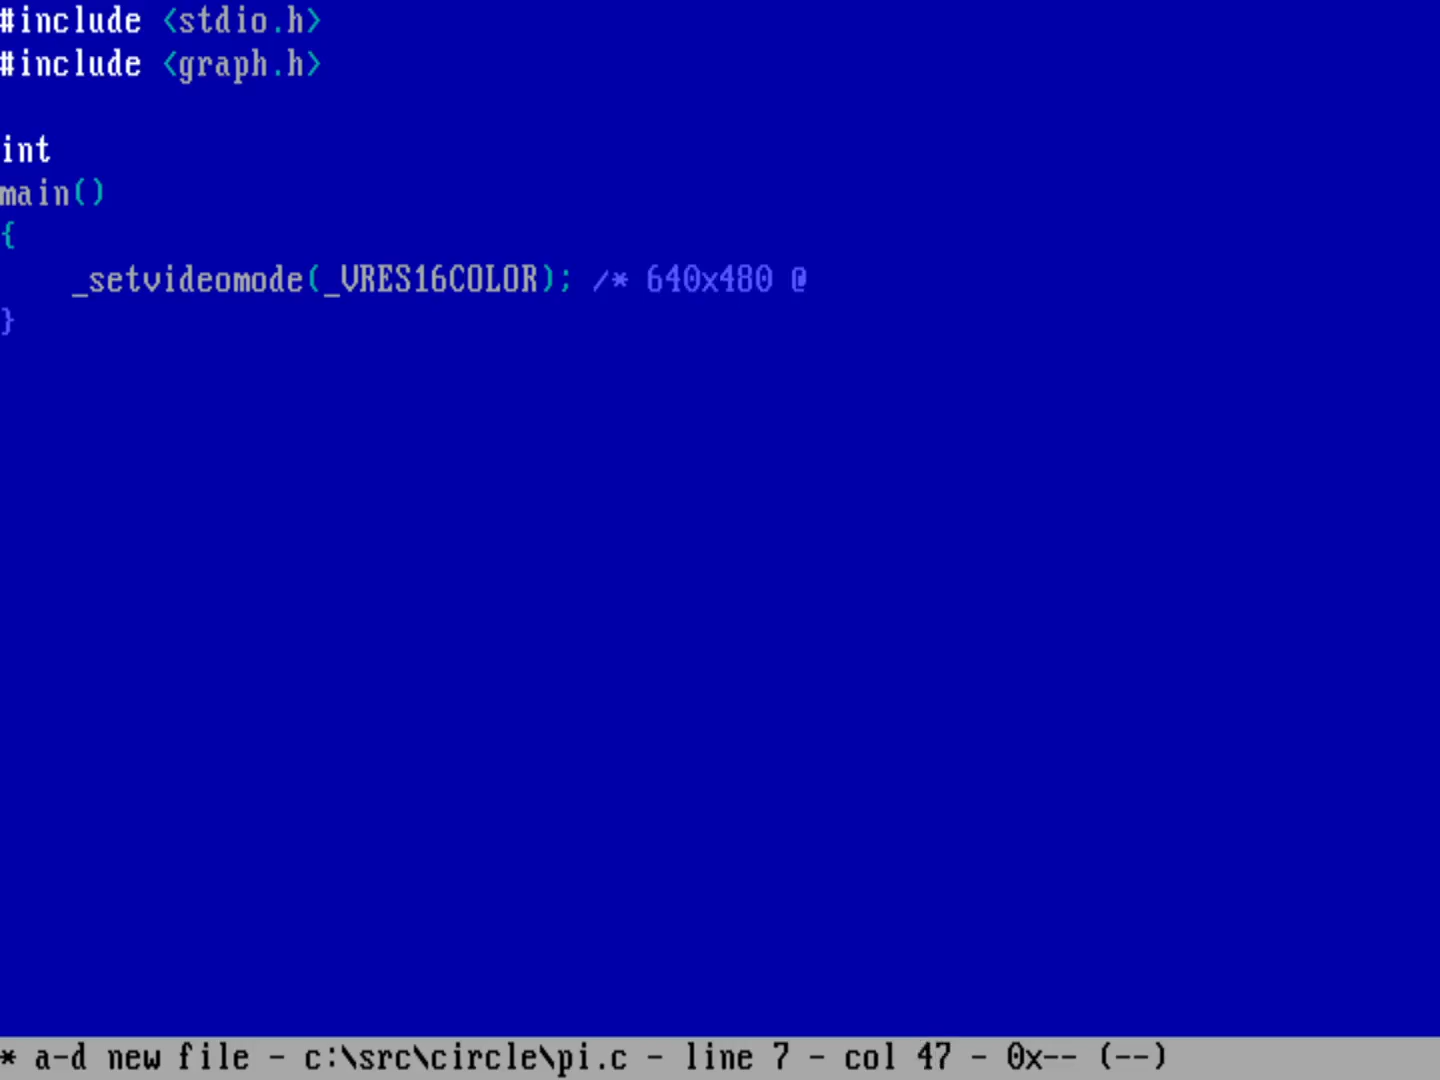 #include <stdio.h>
#include <graph.h>

int
main()
{
    _setvideomode(_VRES16COLOR); /* 640x480 @
}
* a-d new file - c:\src\circle\pi.c - line 7 - col 47 - 0x-- (--)